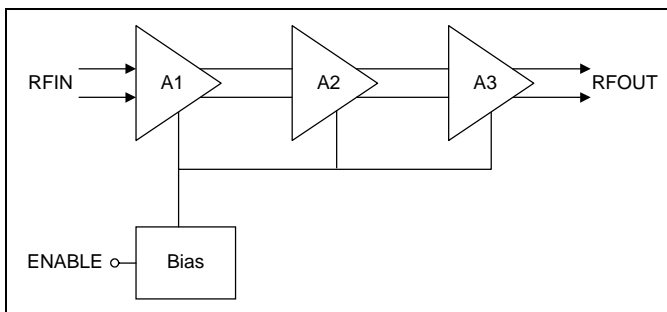 RFIN
A1
A2
A3
RFOUT
ENABLE
Bias